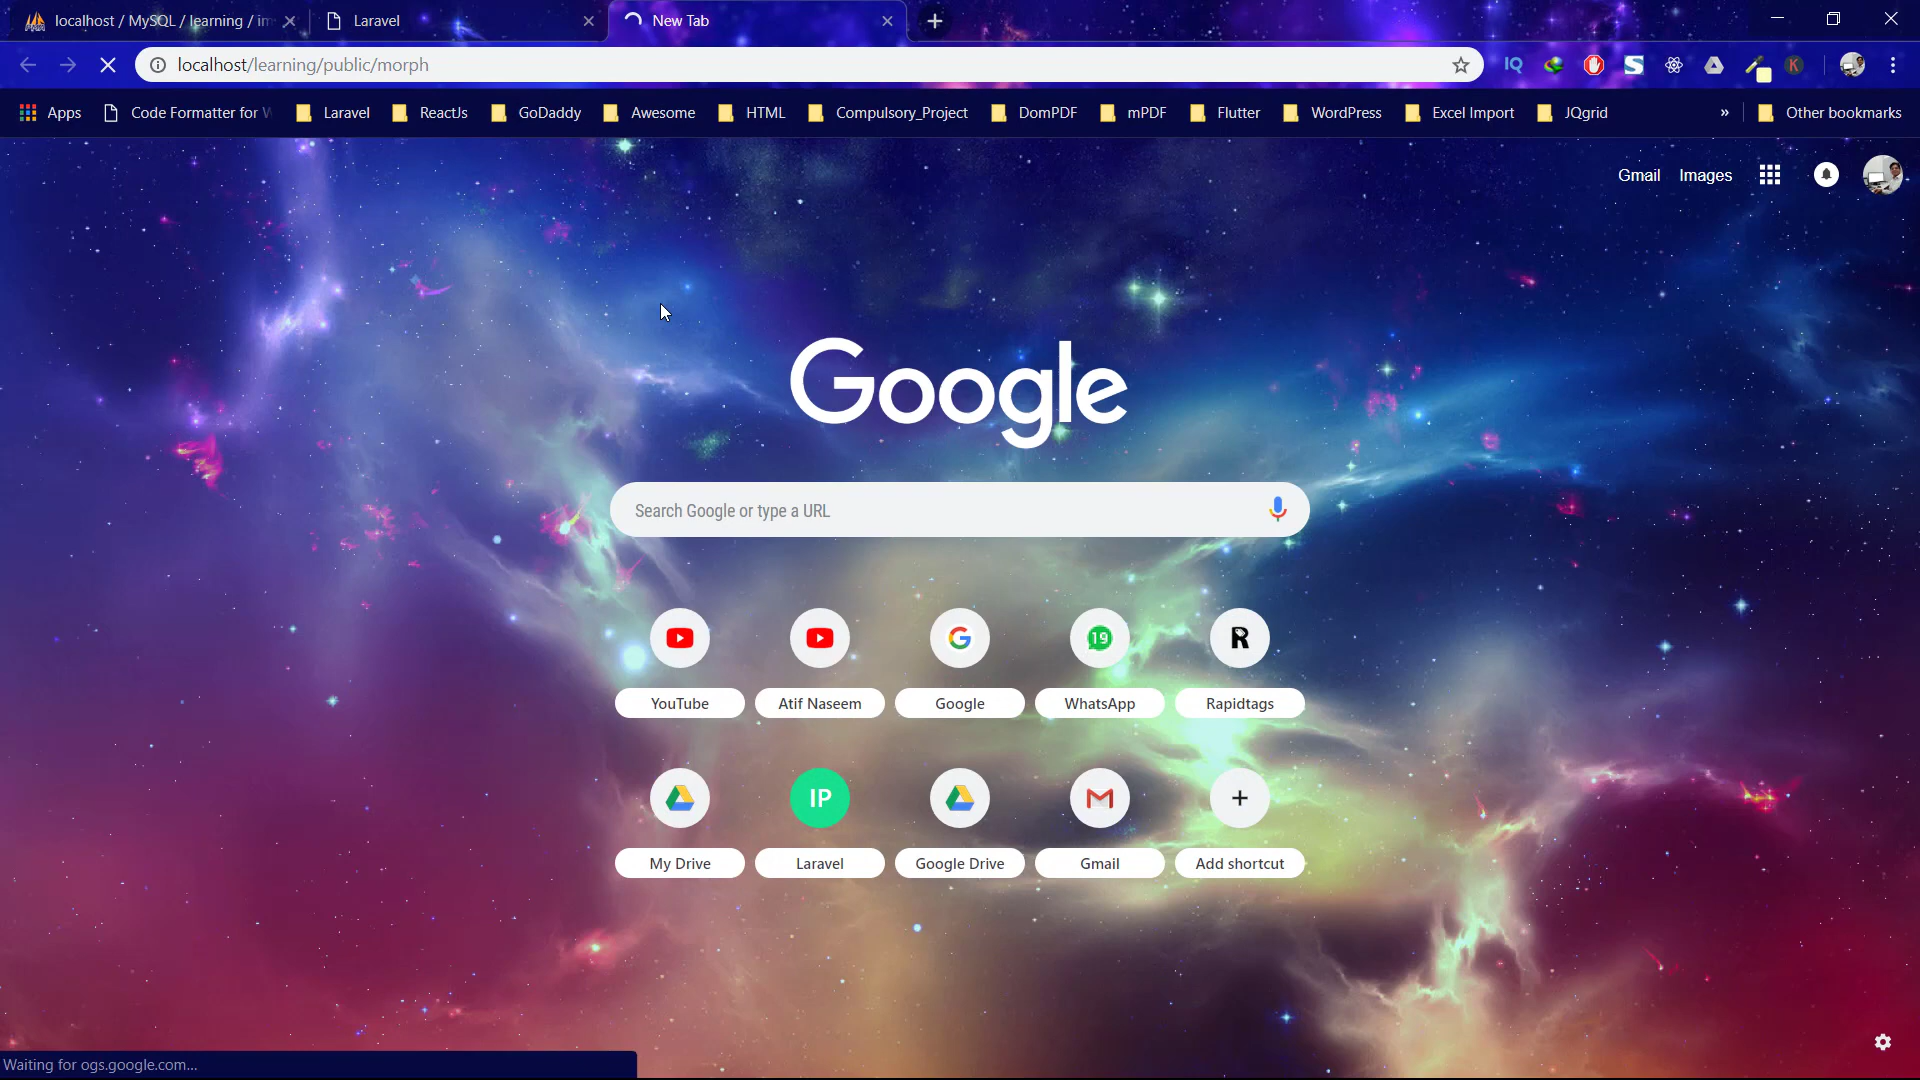 localhost / MySQL / learning / im
Laravel
New Tab
localhost/learning/public/morph
IQ
K
Apps
Code Formatter for W
Laravel
ReactJs
GoDaddy
Awesome
HTML
Compulsory_Project
DomPDF
mPDF
Flutter
WordPress
Excel Import
JQgrid
»
Other bookmarks
Gmail
Images
Google
Search Google or type a URL
19
R
YouTube
Atif Naseem
Google
WhatsApp
Rapidtags
IP
My Drive
Laravel
Google Drive
Gmail
Add shortcut
Waiting for ogs.google.com...